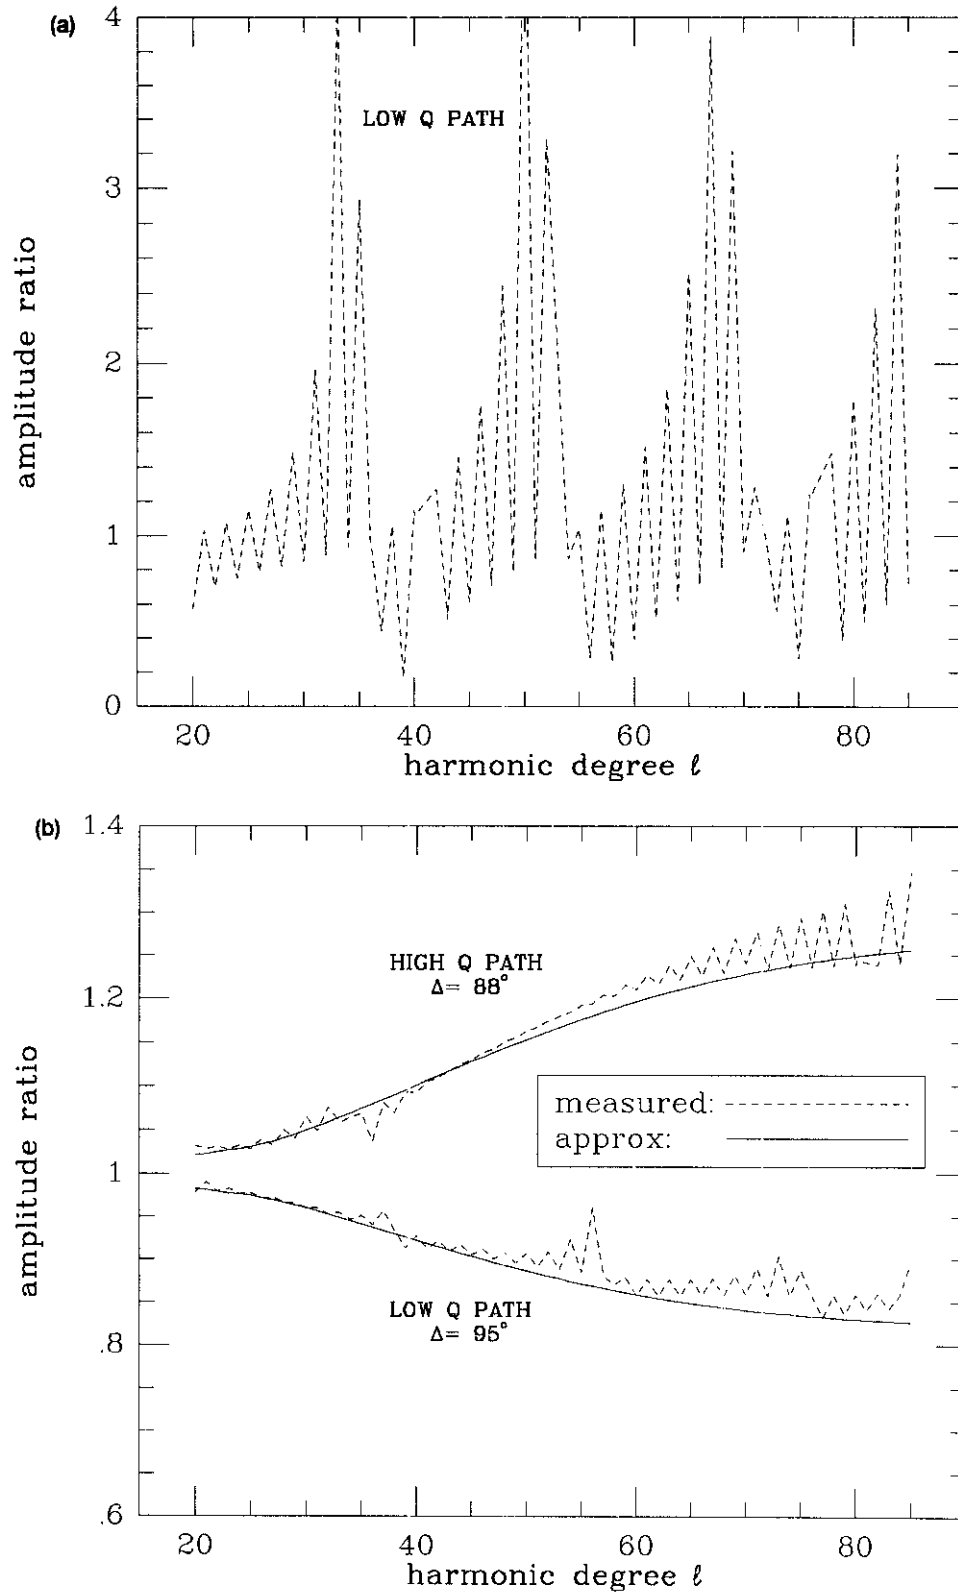 (a)
4
3
2
1
0
amplitude ratio
LOW Q PATH
20 40 60 80
harmonic degree ℓ
(b)
1.4
1.2
1
.8
.6
amplitude ratio
HIGH Q PATH
Δ= 88°
measured:
approx:
LOW Q PATH
Δ= 95°
20 40 60 80
harmonic degree ℓ